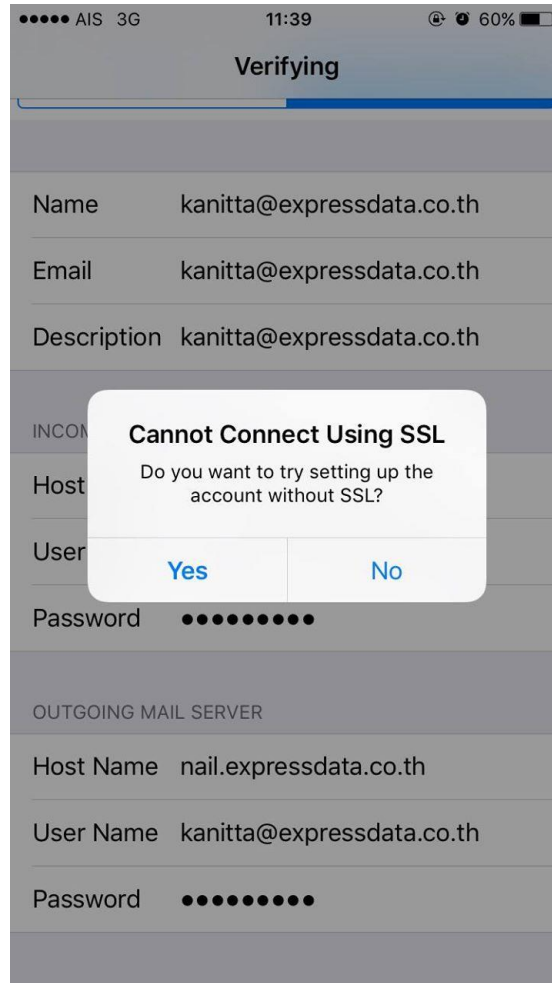 AIS 3G 11:39 60%
Verifying
Name kanitta@expressdata.co.th
Email kanitta@expressdata.co.th
Description kanitta@expressdata.co.th
INCOM
Cannot Connect Using SSL
Do you want to try setting up the
account without SSL?
Host
User
Yes No
Password ●●●●●●●●●
OUTGOING MAIL SERVER
Host Name nail.expressdata.co.th
User Name kanitta@expressdata.co.th
Password ●●●●●●●●●